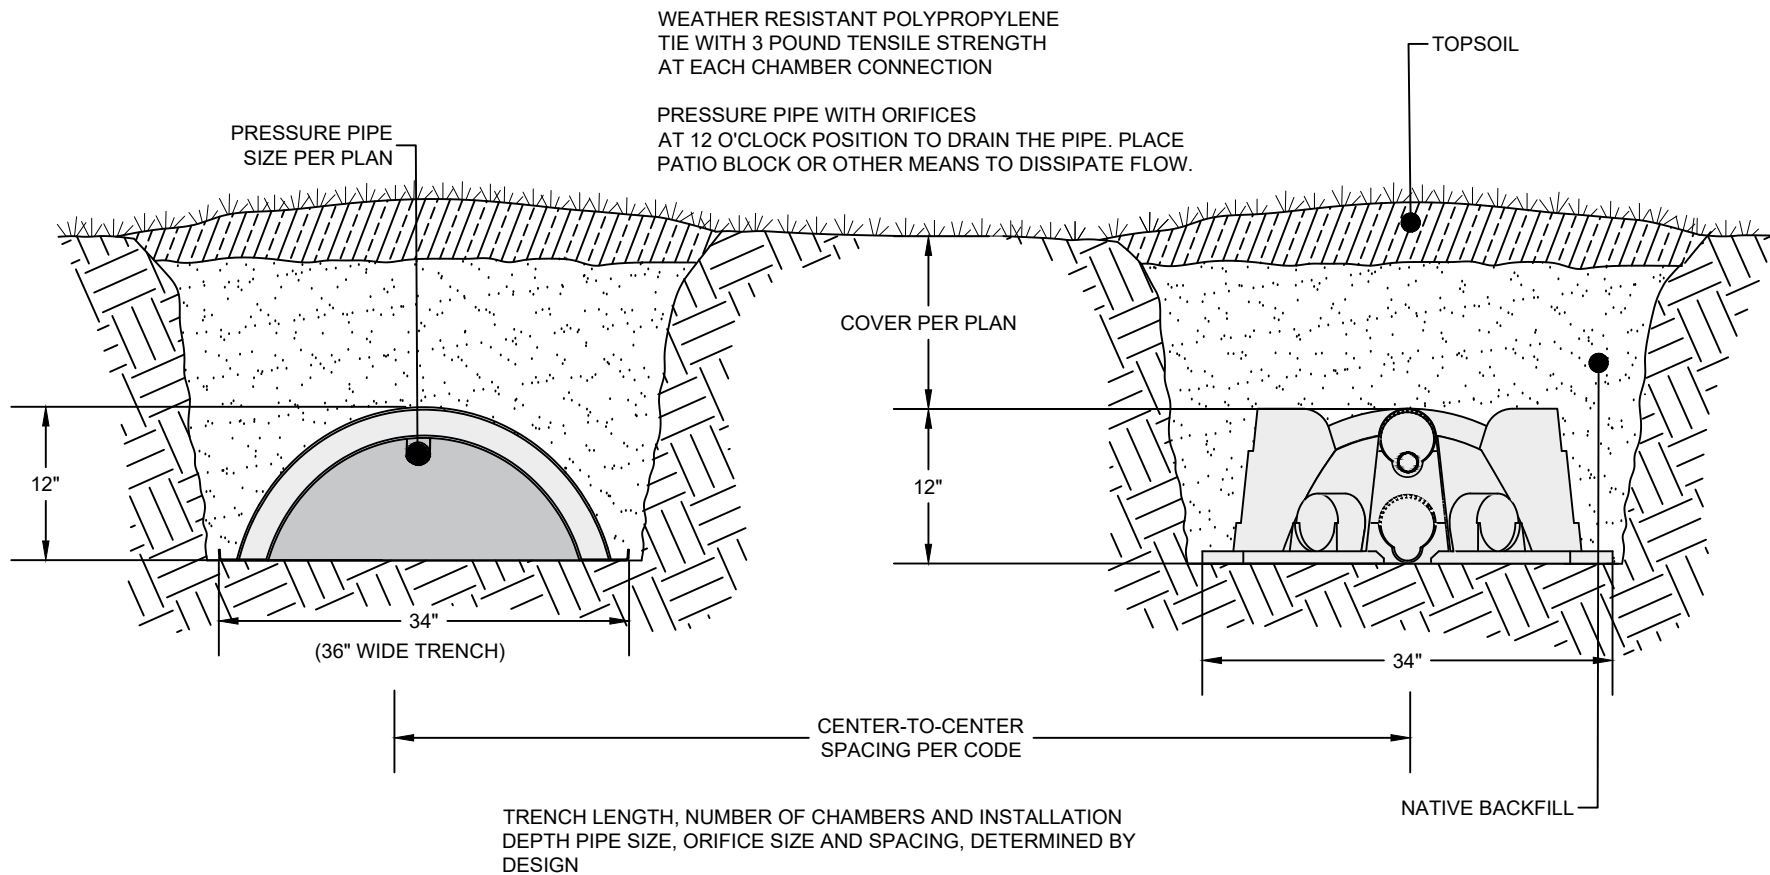 WEATHER RESISTANT POLYPROPYLENE
TIE WITH 3 POUND TENSILE STRENGTH
AT EACH CHAMBER CONNECTION
TOPSOIL
PRESSURE PIPE WITH ORIFICES
AT 12 O'CLOCK POSITION TO DRAIN THE PIPE. PLACE
PATIO BLOCK OR OTHER MEANS TO DISSIPATE FLOW.
PRESSURE PIPE
SIZE PER PLAN
COVER PER PLAN
12"
12"
34"
(36" WIDE TRENCH)
34"
CENTER-TO-CENTER
SPACING PER CODE
NATIVE BACKFILL
TRENCH LENGTH, NUMBER OF CHAMBERS AND INSTALLATION
DEPTH PIPE SIZE, ORIFICE SIZE AND SPACING, DETERMINED BY
DESIGN